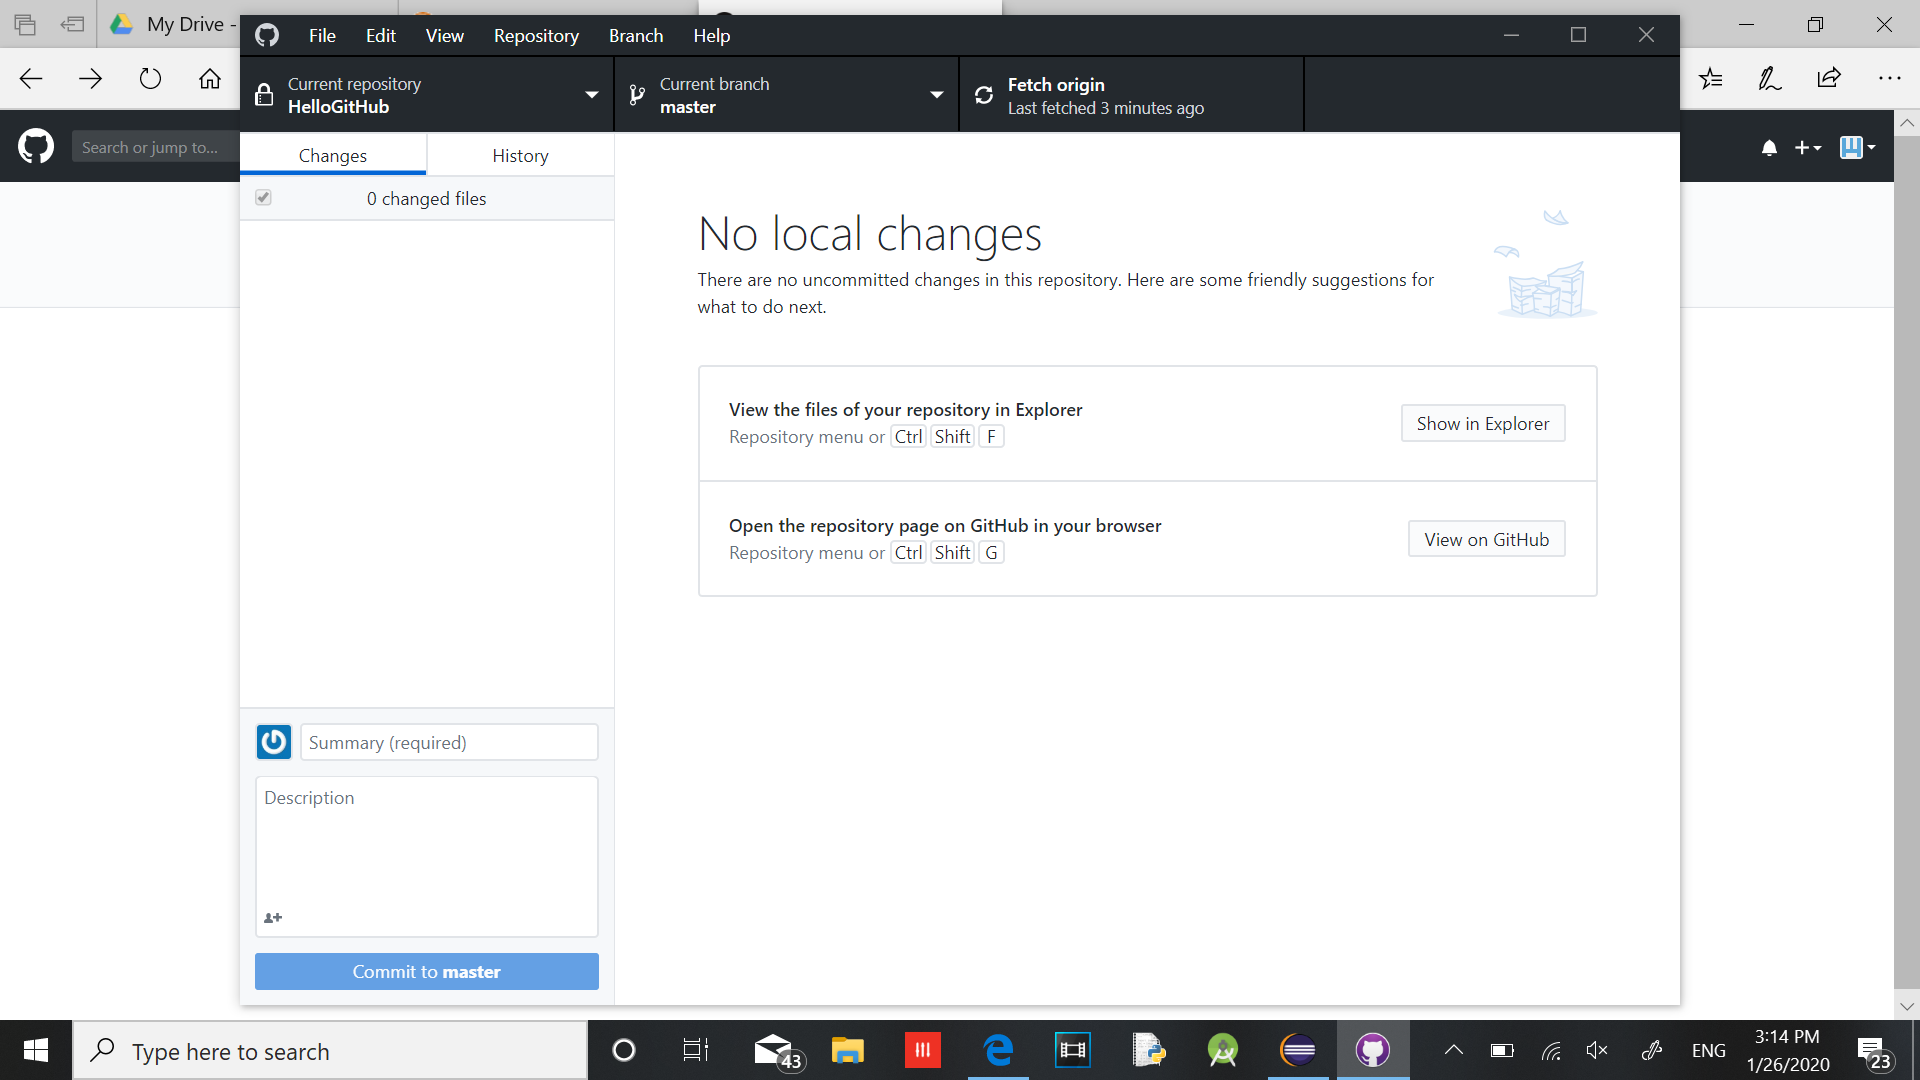 My Drive -
File Edit View Repository Branch Help
Current repository
HelloGitHub
Current branch
master
Fetch origin
Last fetched 3 minutes ago
Search or jump to...
Changes
History
0 changed files
No local changes
There are no uncommitted changes in this repository. Here are some friendly suggestions for
what to do next.
View the files of your repository in Explorer
Repository menu or Ctrl Shift F
Show in Explorer
Open the repository page on GitHub in your browser
Repository menu or Ctrl Shift G
View on GitHub
Summary (required)
Description
Commit to master
Type here to search
43
ENG
3:14 PM
1/26/2020
23